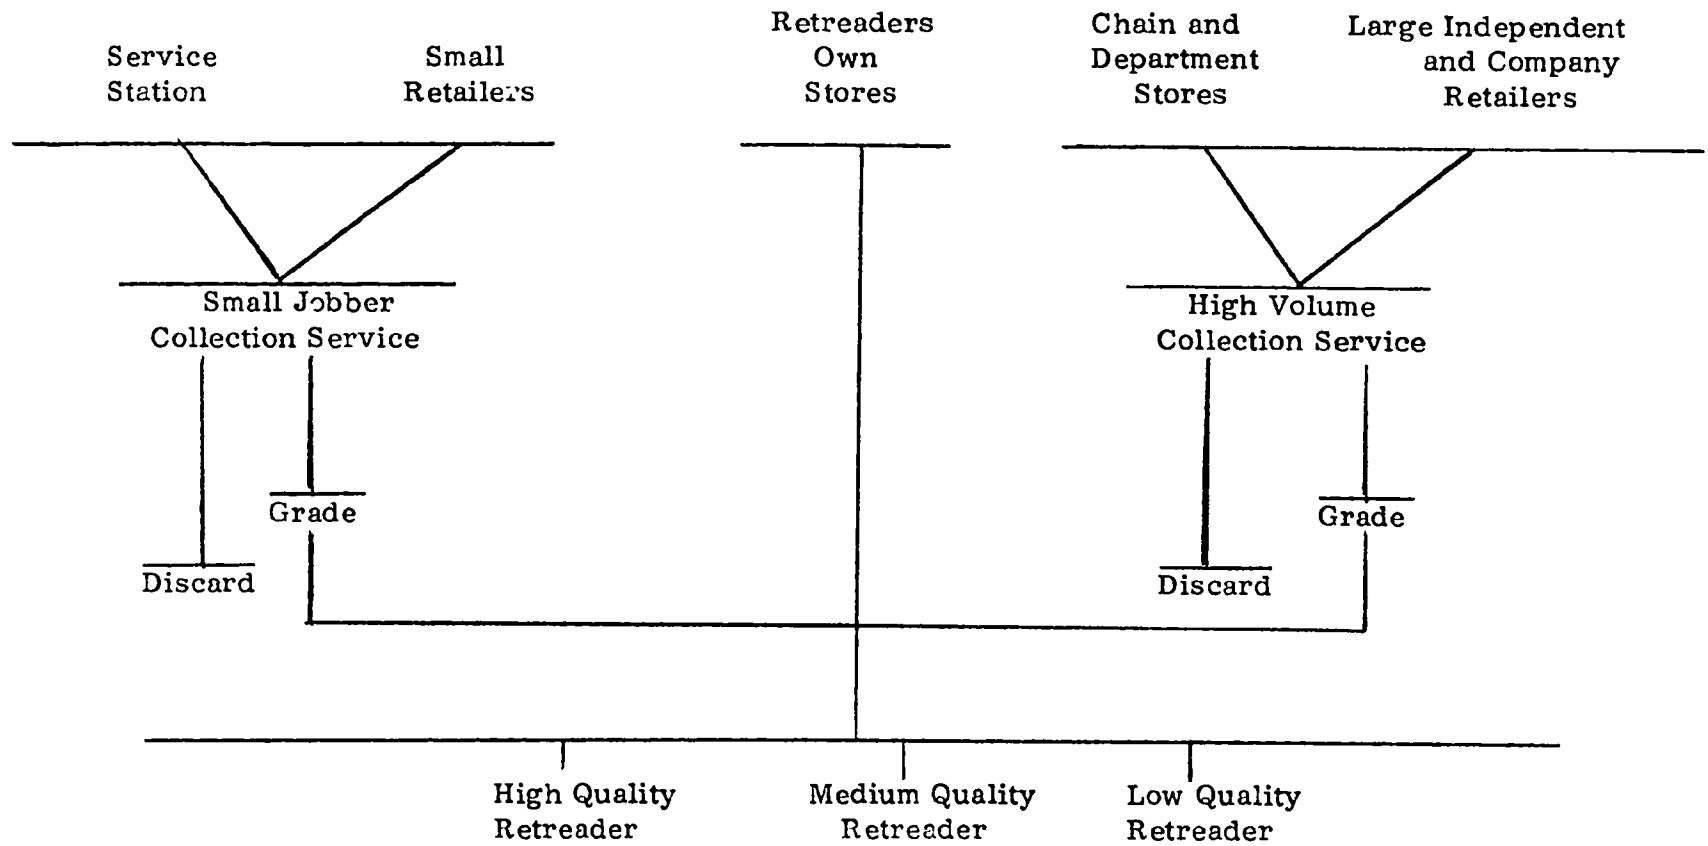 Service
Station
Small
Retailers
Retreaders
Own
Stores
Chain and
Department
Stores
Large Independent
and Company
Retailers
Small Jobber
Collection Service
High Volume
Collection Service
Grade
Discard
Grade
Discard
High Quality
Retreader
Medium Quality
Retreader
Low Quality
Retreader